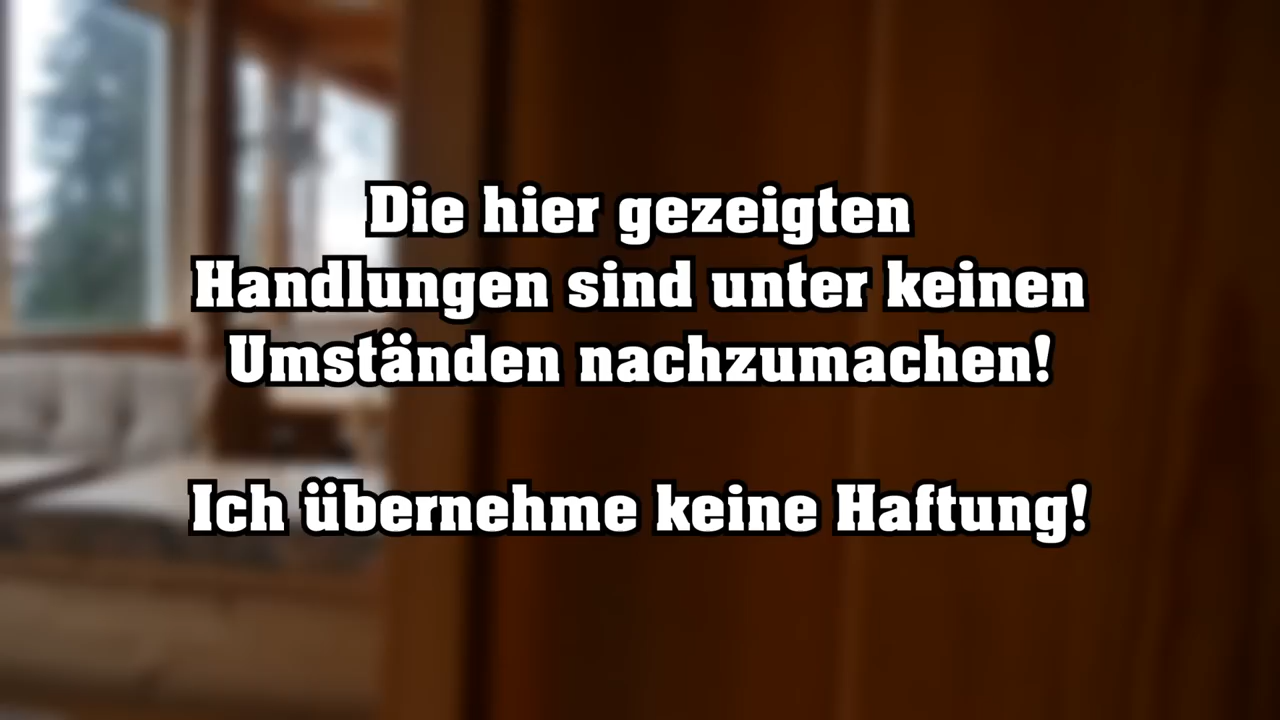 Die hier gezeigten
Handlungen sind unter keinen
Umständen nachzumachen!
Ich übernehme keine Haftung!